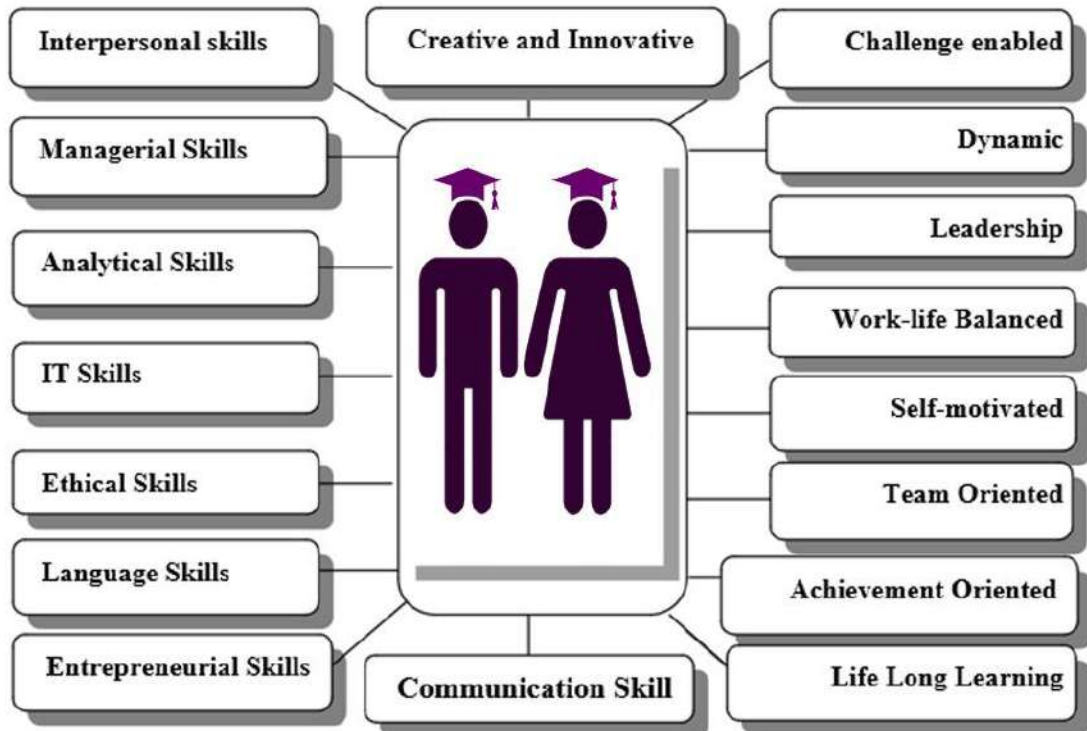 Interpersonal skills
Creative and Innovative
Challenge enabled
Managerial Skills
Dynamic
Analytical Skills
Leadership
Work-life Balanced
IT Skills
Self-motivated
Ethical Skills
Team Oriented
Language Skills
Achievement Oriented
Entrepreneurial Skills
Communication Skill
Life Long Learning